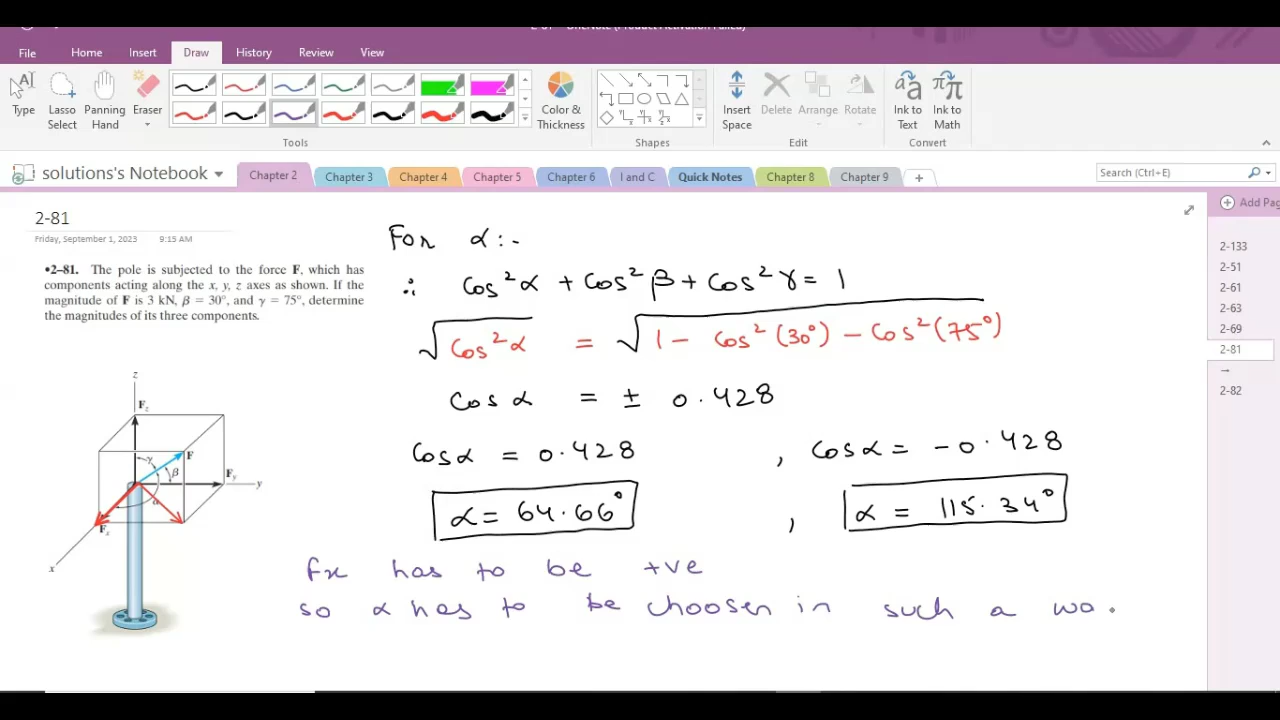 File Home Insert Draw History Review View
Type Lasso Select Panning Hand Eraser Color & Thickness Insert Space Delete Arrange Rotate Ink to Text Ink to Math
Tools Shapes Edit Convert
solutions's Notebook Chapter 2 Chapter 3 Chapter 4 Chapter 5 Chapter 6 I and C Quick Notes Chapter 8 Chapter 9 + Search (Ctrl+E)
Add Pag
2-81
Friday, September 1, 2023 9:15 AM
•2–81. The pole is subjected to the force F, which has
components acting along the x, y, z axes as shown. If the
magnitude of F is 3 kN, β = 30°, and γ = 75°, determine
the magnitudes of its three components.
z
Fz
F
γ
β
Fy
y
α
Fx
x
For α:-
∴ Cos²α + Cos²β + Cos²γ = 1
√Cos²α = √1 - Cos²(30°) - Cos²(75°)
Cosα = ± 0.428
Cosα = 0.428 , Cosα = -0.428
α = 64.66° , α = 115.34°
Fx has to be +ve
so α has to be choosen in such a wa
2-133
2-51
2-61
2-63
2-69
2-81
→
2-82